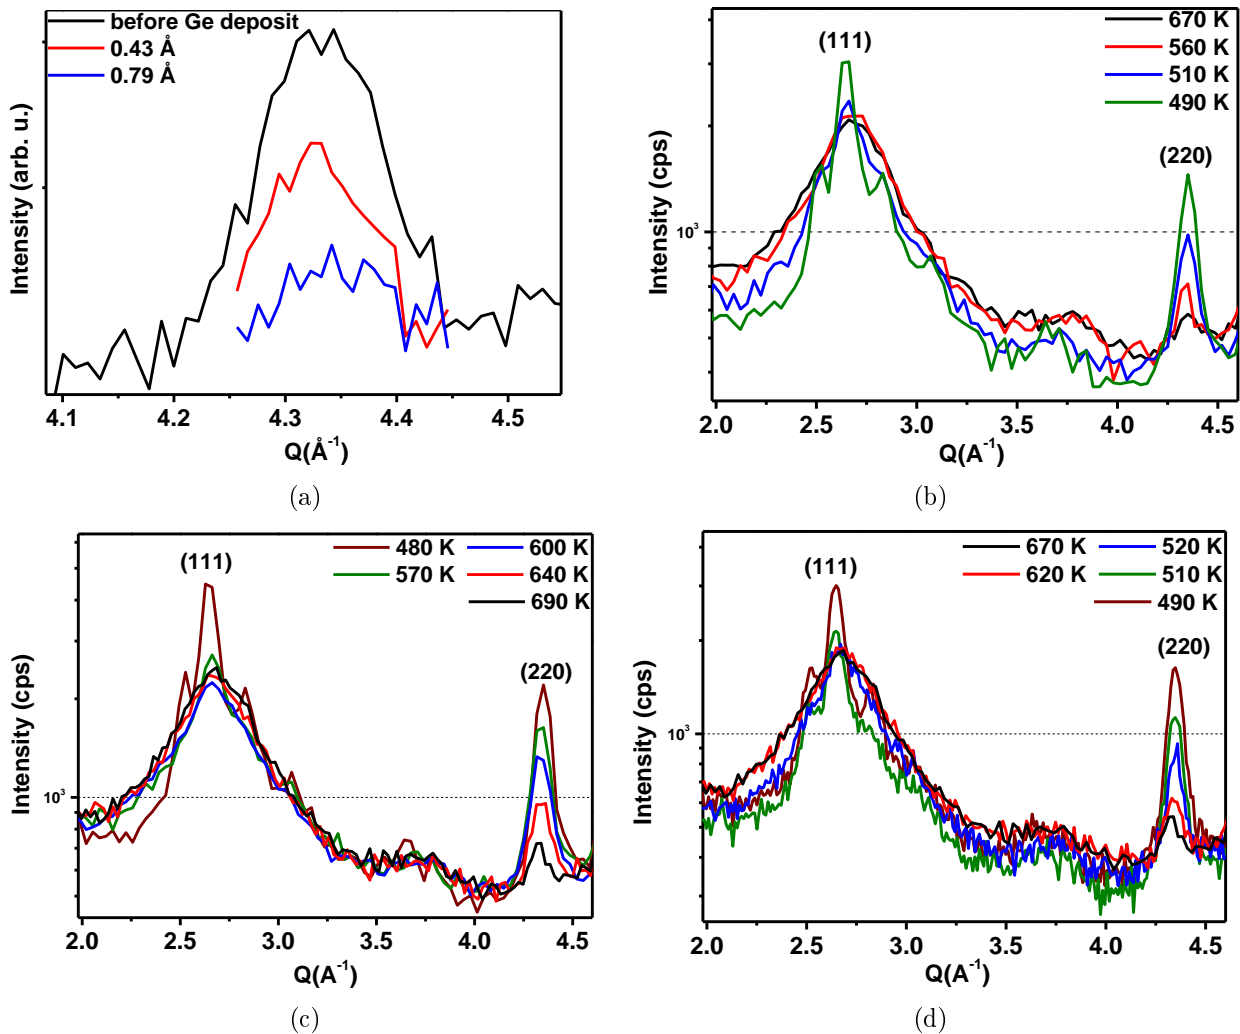 before Ge deposit
0.43 Å
0.79 Å
Intensity (arb. u.)
4.1 4.2 4.3 4.4 4.5
Q(Å⁻¹)
(a)
670 K
560 K
510 K
490 K
(111)
(220)
Intensity (cps)
10³
2.0 2.5 3.0 3.5 4.0 4.5
Q(A⁻¹)
(b)
480 K 600 K
570 K 640 K
690 K
(111)
(220)
Intensity (cps)
10³
2.0 2.5 3.0 3.5 4.0 4.5
Q(A⁻¹)
(c)
670 K 520 K
620 K 510 K
490 K
(111)
(220)
Intensity (cps)
10³
2.0 2.5 3.0 3.5 4.0 4.5
Q(A⁻¹)
(d)